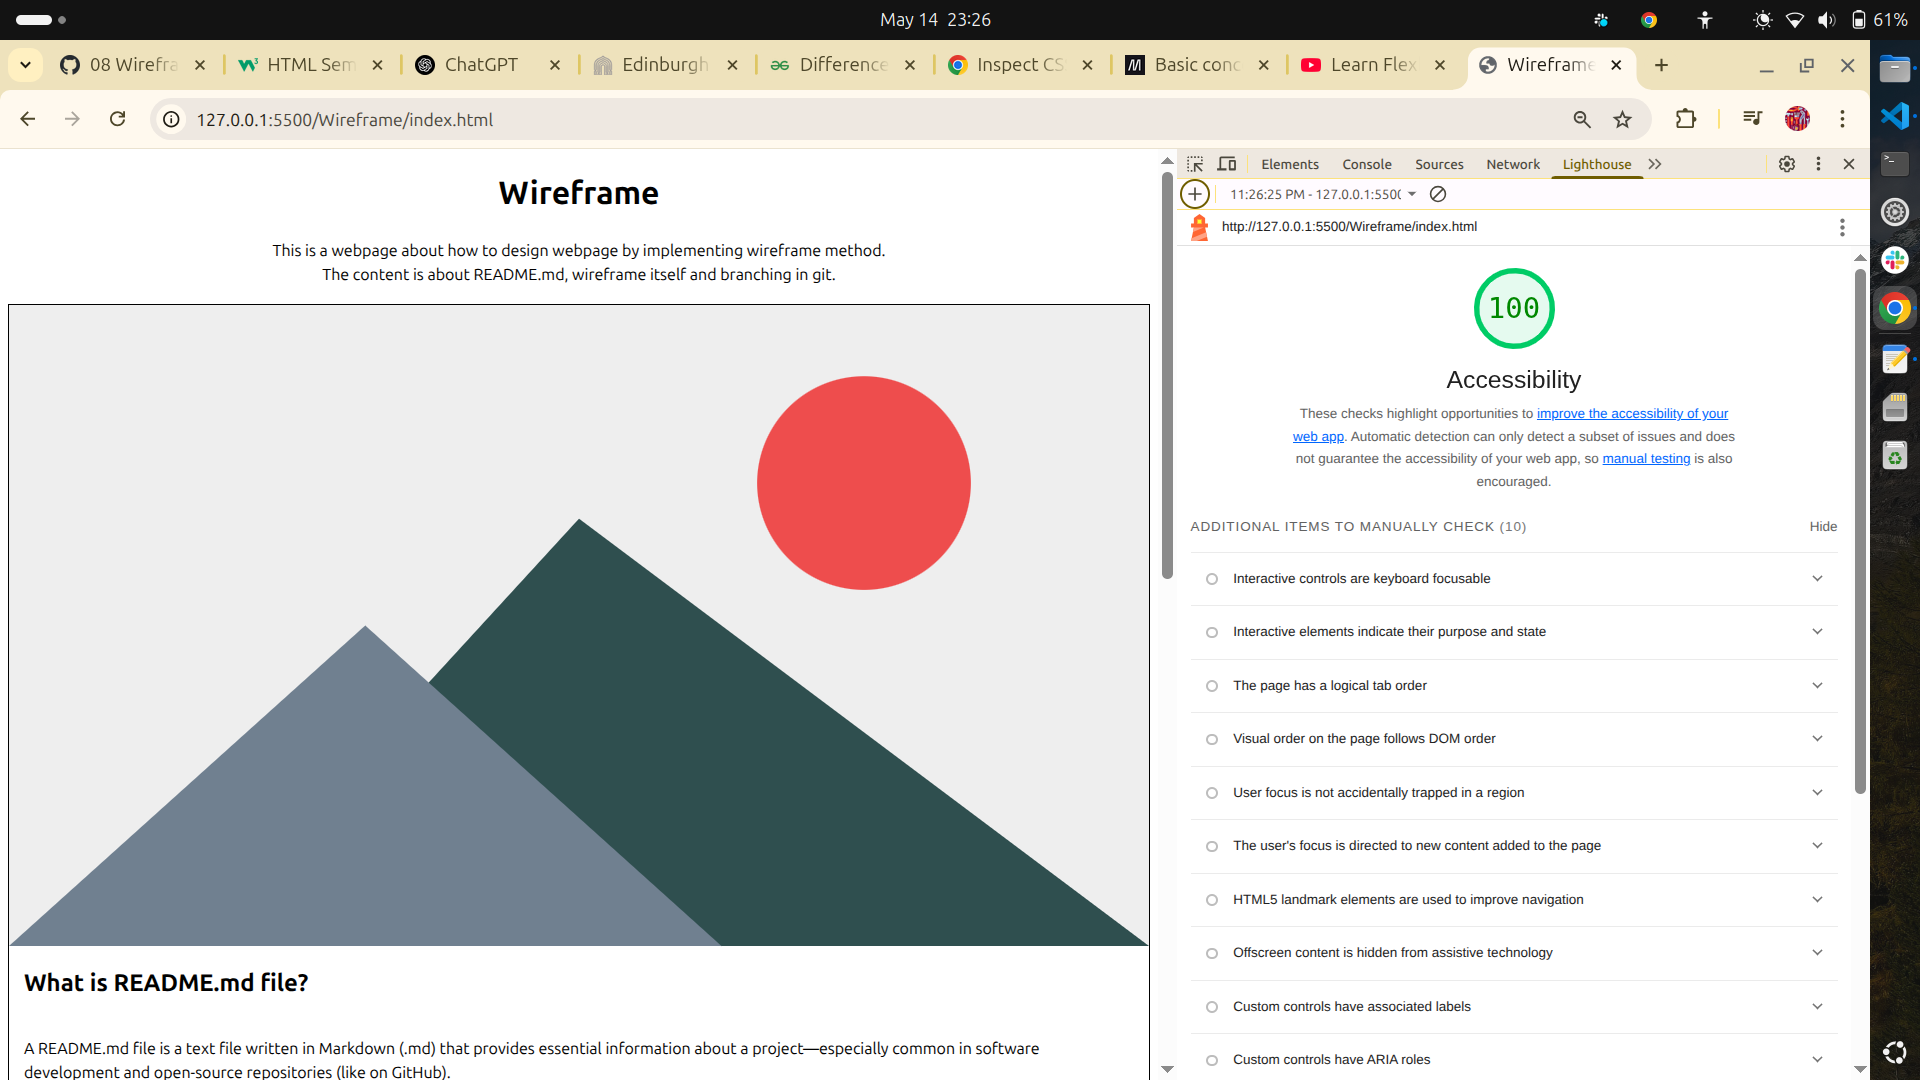 May 14 23:26
61%
08 Wirefra
HTML Sem
ChatGPT
Edinburgh
Difference
Inspect CS
Basic conc
Learn Flex
Wireframe
127.0.0.1:5500/Wireframe/index.html
Wireframe
This is a webpage about how to design webpage by implementing wireframe method.
The content is about README.md, wireframe itself and branching in git.
What is README.md file?
A README.md file is a text file written in Markdown (.md) that provides essential information about a project—especially common in software
development and open-source repositories (like on GitHub).
Elements
Console
Sources
Network
Lighthouse
11:26:25 PM - 127.0.0.1:5500
http://127.0.0.1:5500/Wireframe/index.html
100
Accessibility
These checks highlight opportunities to improve the accessibility of your
web app. Automatic detection can only detect a subset of issues and does
not guarantee the accessibility of your web app, so manual testing is also
encouraged.
ADDITIONAL ITEMS TO MANUALLY CHECK (10)
Hide
Interactive controls are keyboard focusable
Interactive elements indicate their purpose and state
The page has a logical tab order
Visual order on the page follows DOM order
User focus is not accidentally trapped in a region
The user's focus is directed to new content added to the page
HTML5 landmark elements are used to improve navigation
Offscreen content is hidden from assistive technology
Custom controls have associated labels
Custom controls have ARIA roles